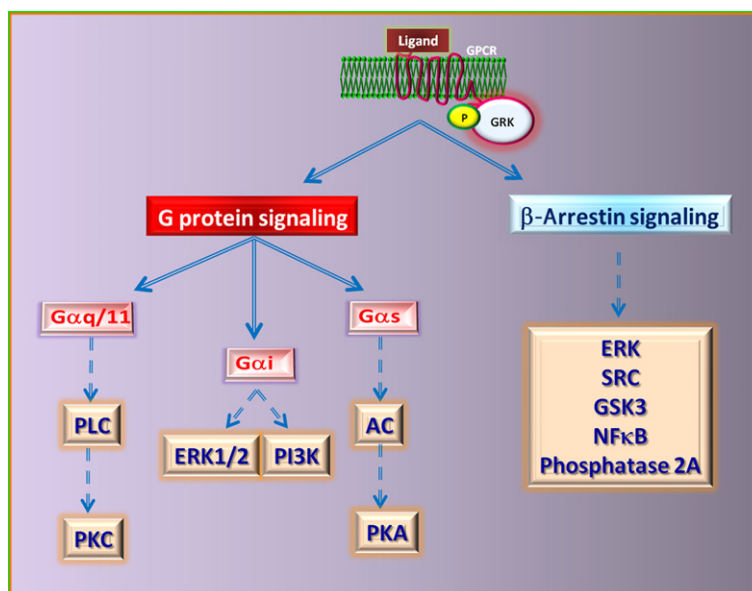 Ligand
GPCR
P
GRK
G protein signaling
β-Arrestin signaling
Gαq/11
Gαi
Gαs
PLC
ERK1/2
PI3K
AC
PKC
PKA
ERK
SRC
GSK3
NFκB
Phosphatase 2A